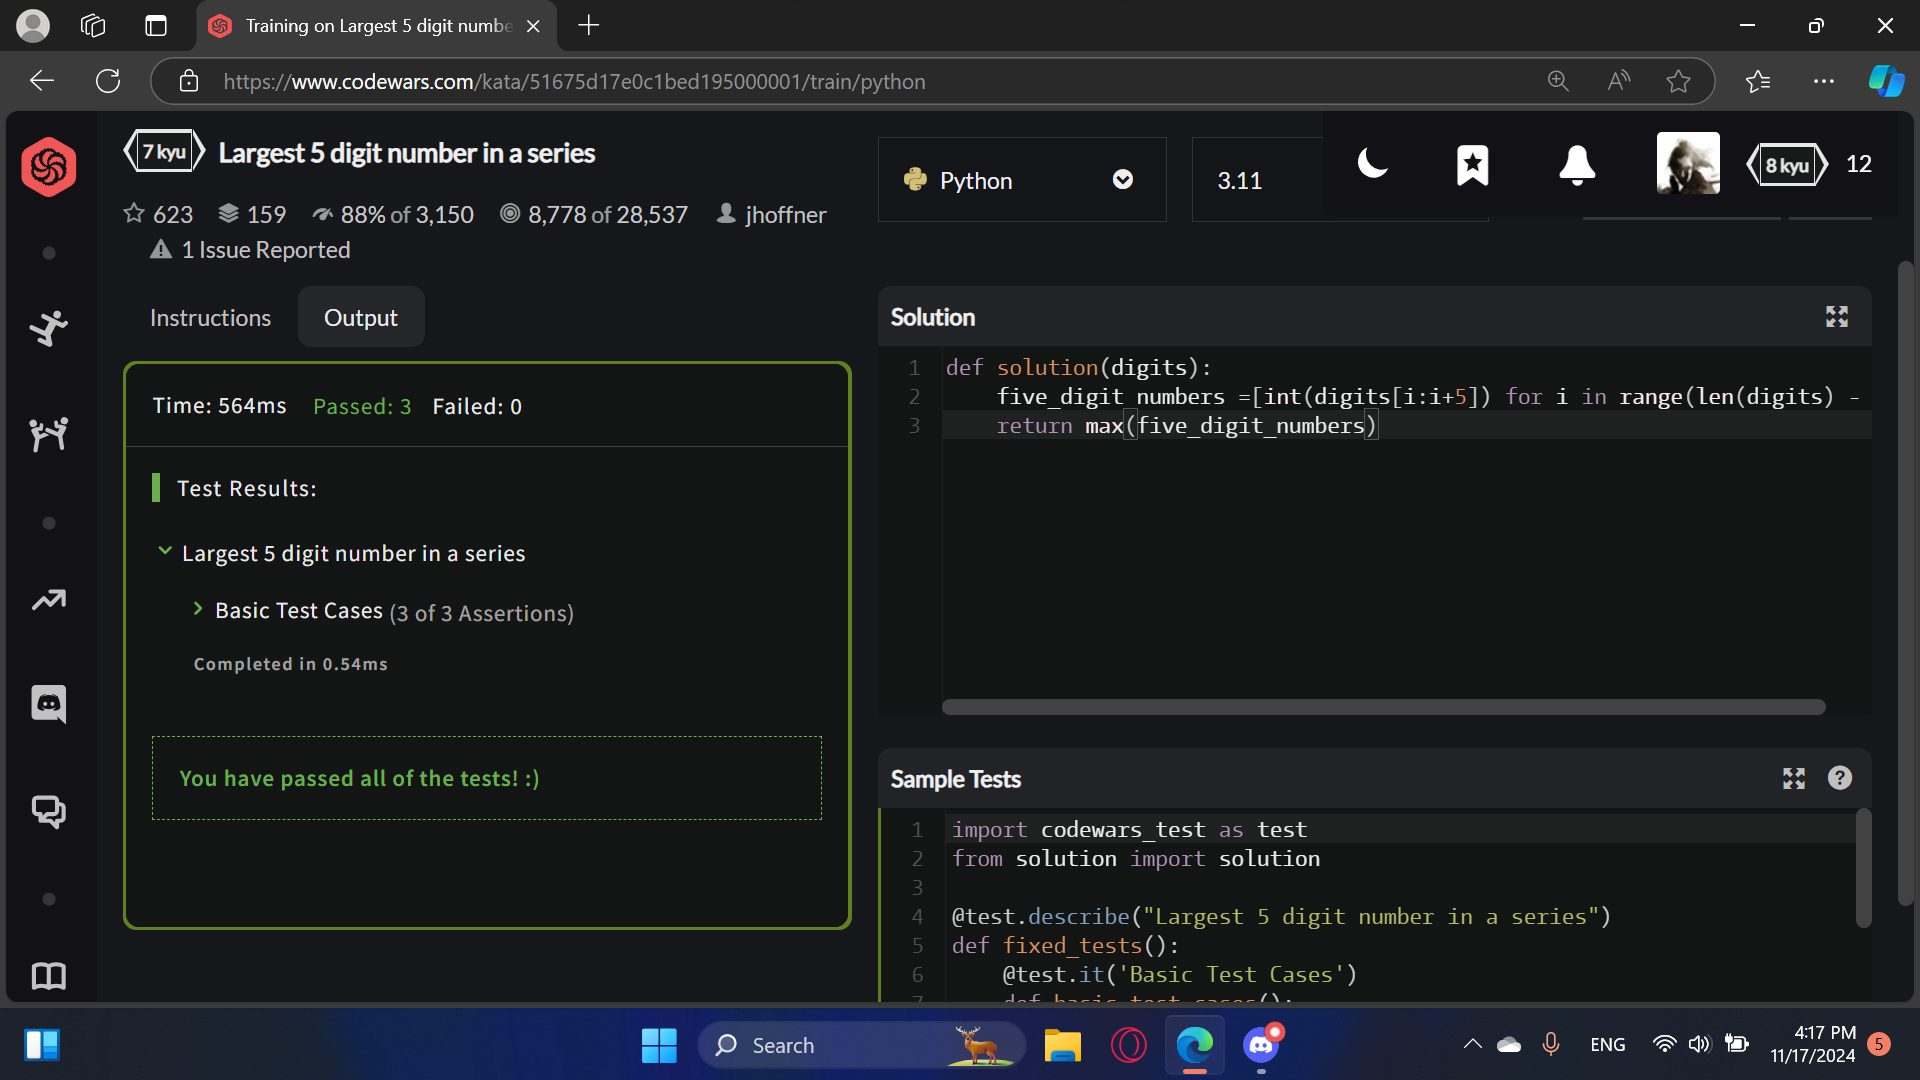 Training on Largest 5 digit numbe
https://www.codewars.com/kata/51675d17e0c1bed195000001/train/python
7 kyu
Largest 5 digit number in a series
623 159 88% of 3,150 8,778 of 28,537 jhoffner
1 Issue Reported
Python
3.11
8 kyu 12
Instructions
Output
Time: 564ms Passed: 3 Failed: 0
Test Results:
Largest 5 digit number in a series
Basic Test Cases (3 of 3 Assertions)
Completed in 0.54ms
You have passed all of the tests! :)
Solution
1 def solution(digits):
2 five_digit_numbers =[int(digits[i:i+5]) for i in range(len(digits) -
3 return max(five_digit_numbers)
Sample Tests
1 import codewars_test as test
2 from solution import solution
3
4 @test.describe("Largest 5 digit number in a series")
5 def fixed_tests():
6 @test.it('Basic Test Cases')
7 def basic_test_cases():
Search
ENG
4:17 PM
11/17/2024
5